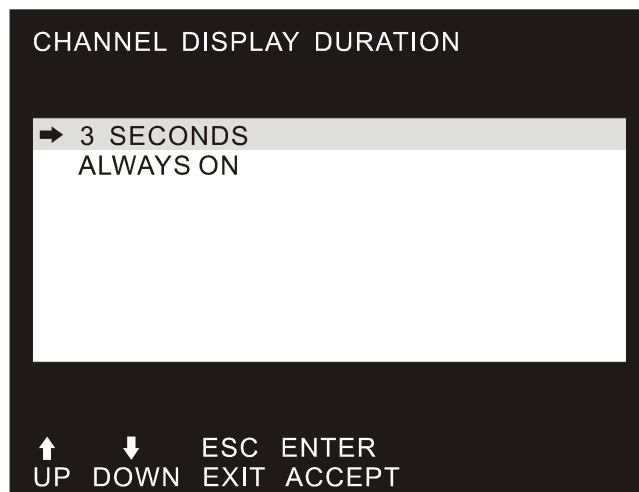 CHANNEL DISPLAY DURATION
➡ 3 SECONDS
ALWAYS ON
⬆ ⬇ ESC ENTER
UP DOWN EXIT ACCEPT